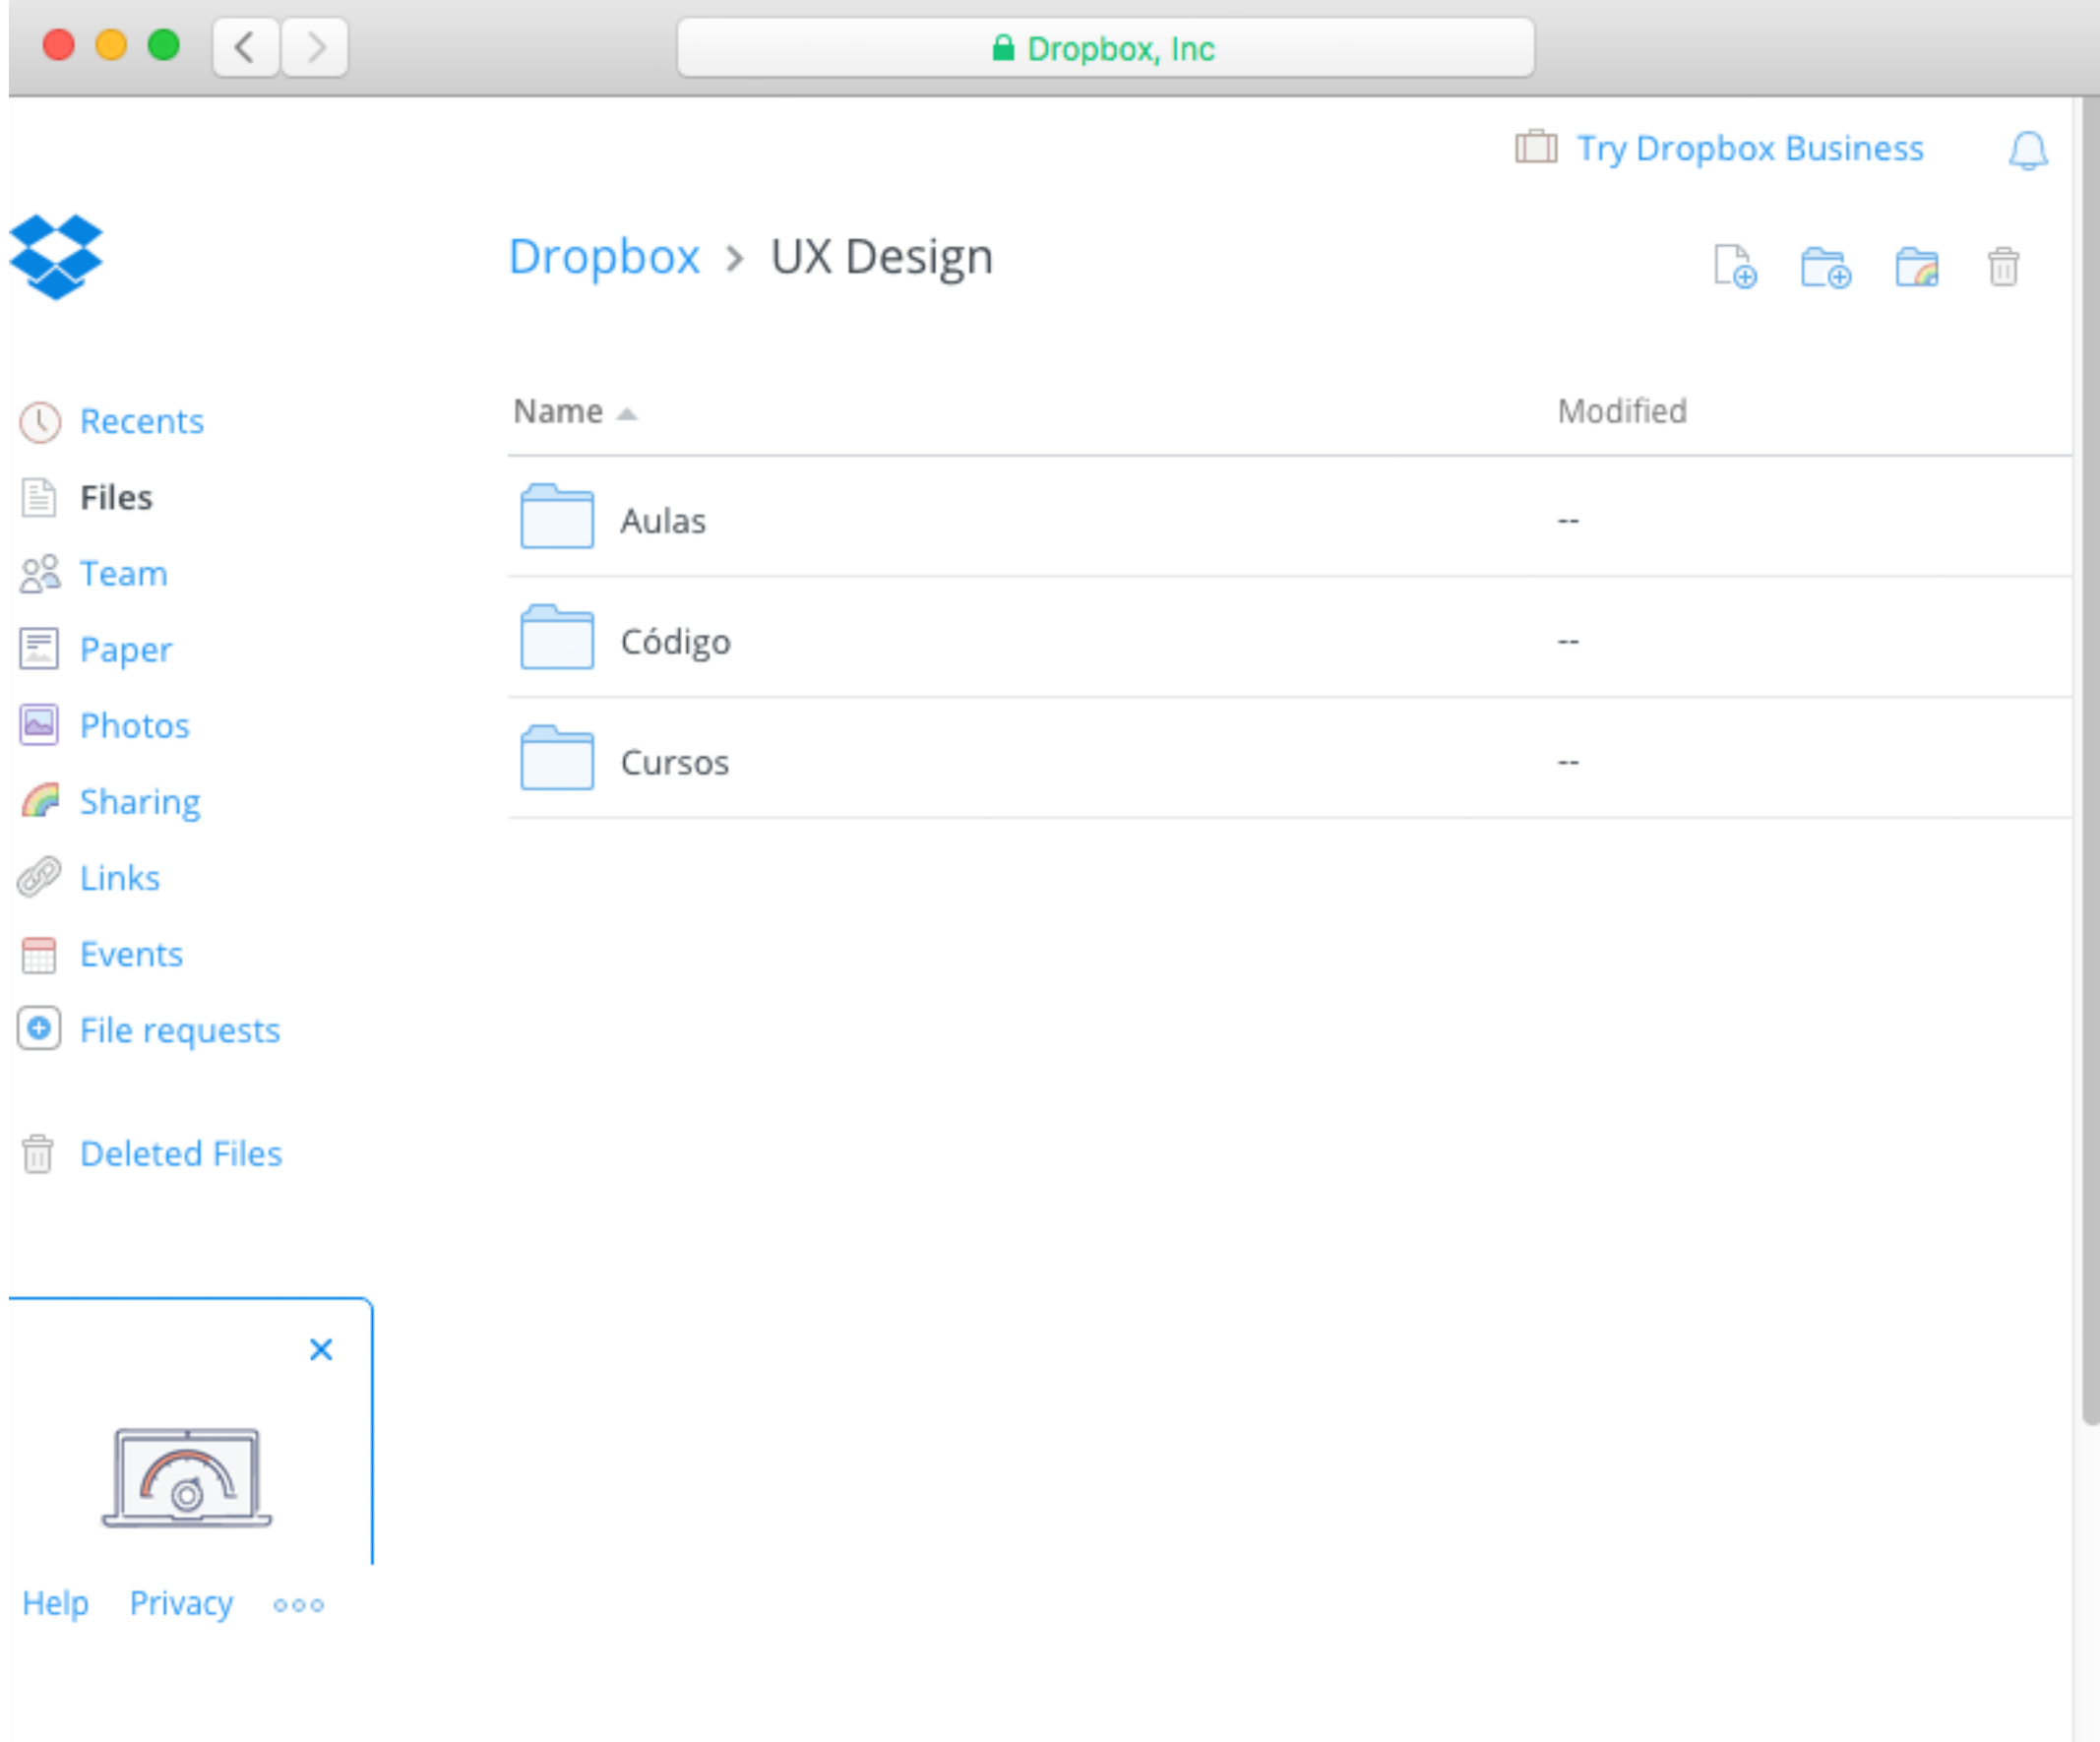 Dropbox, Inc
Try Dropbox Business
Dropbox > UX Design
Name Modified
Aulas --
Código --
Cursos --
Recents
Files
Team
Paper
Photos
Sharing
Links
Events
File requests
Deleted Files
Help Privacy